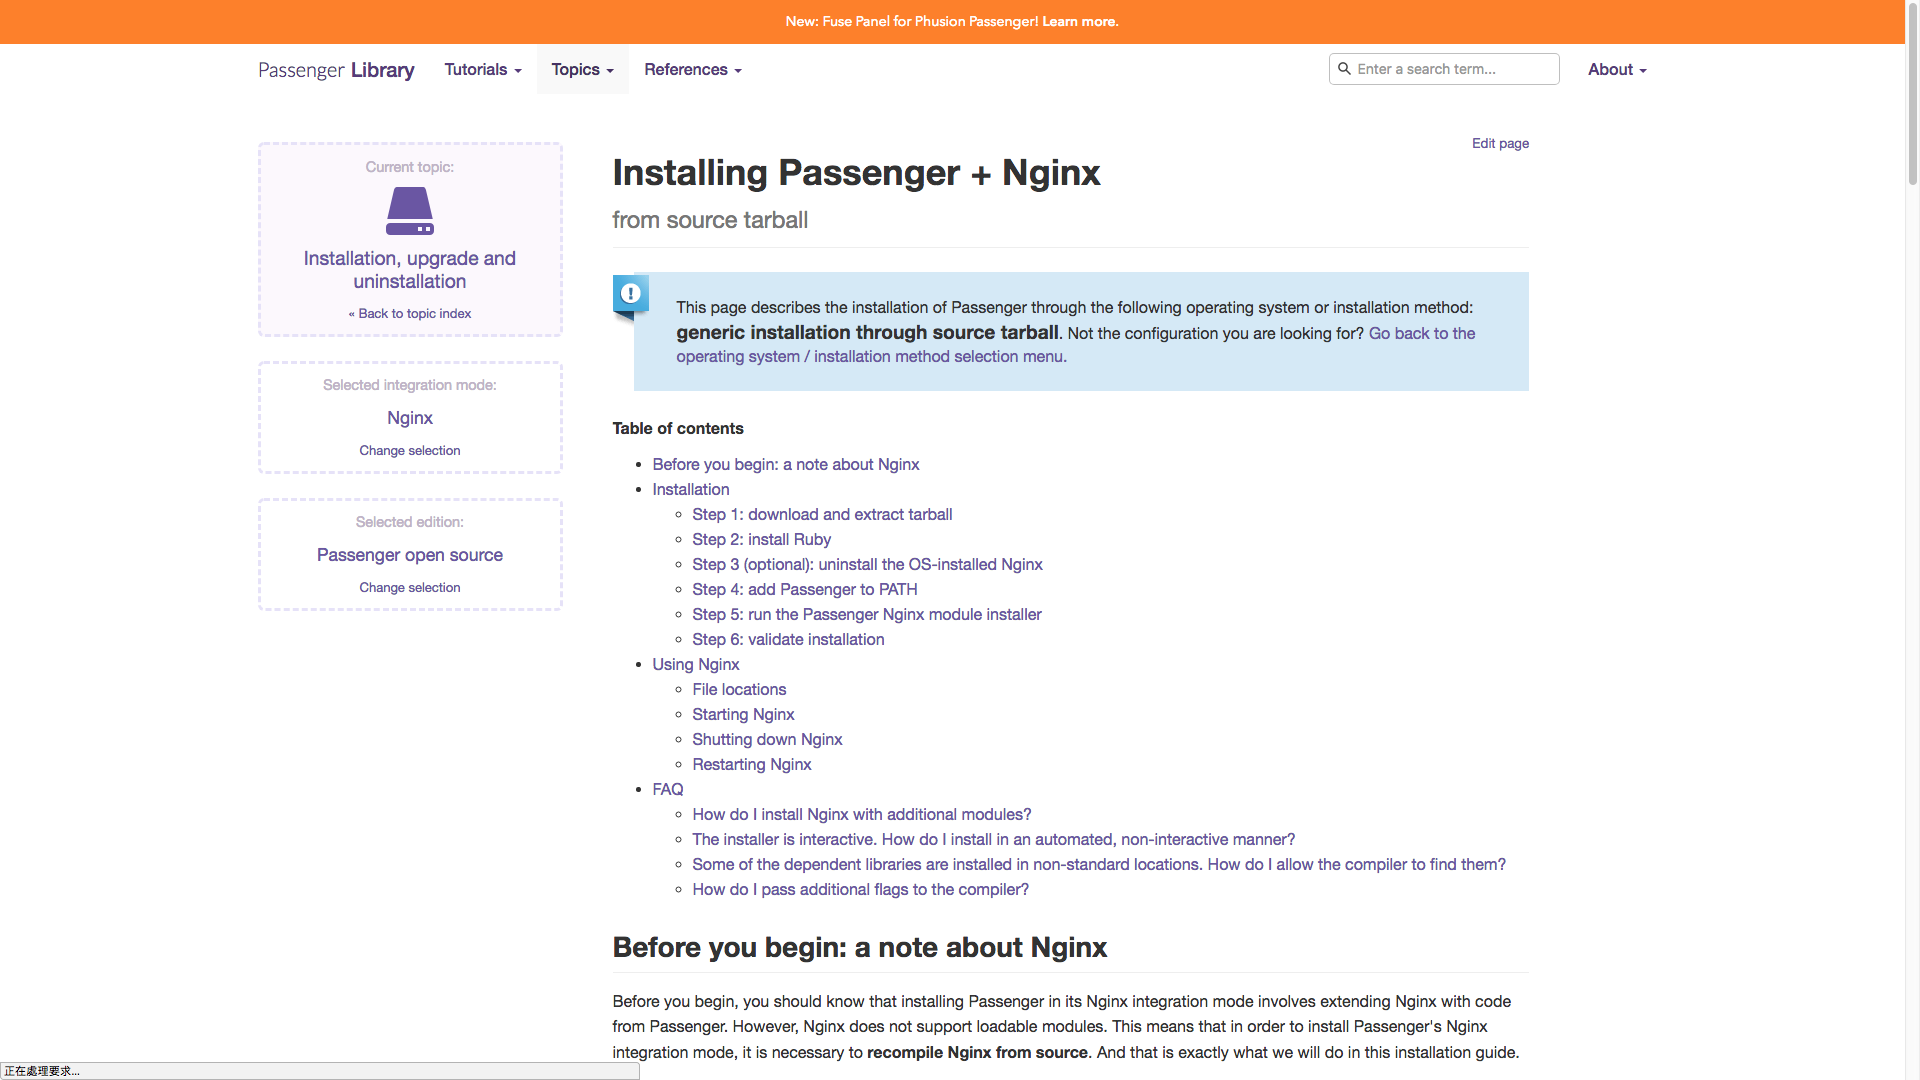 New: Fuse Panel for Phusion Passenger! Learn more.
Passenger Library
Tutorials
Topics
References
Enter a search term...
About
Current topic:
Installation, upgrade and
uninstallation
« Back to topic index
Selected integration mode:
Nginx
Change selection
Selected edition:
Passenger open source
Change selection
Edit page
Installing Passenger + Nginx
from source tarball
This page describes the installation of Passenger through the following operating system or installation method:
generic installation through source tarball. Not the configuration you are looking for? Go back to the
operating system / installation method selection menu.
Table of contents
Before you begin: a note about Nginx
Installation
Step 1: download and extract tarball
Step 2: install Ruby
Step 3 (optional): uninstall the OS-installed Nginx
Step 4: add Passenger to PATH
Step 5: run the Passenger Nginx module installer
Step 6: validate installation
Using Nginx
File locations
Starting Nginx
Shutting down Nginx
Restarting Nginx
FAQ
How do I install Nginx with additional modules?
The installer is interactive. How do I install in an automated, non-interactive manner?
Some of the dependent libraries are installed in non-standard locations. How do I allow the compiler to find them?
How do I pass additional flags to the compiler?
Before you begin: a note about Nginx
Before you begin, you should know that installing Passenger in its Nginx integration mode involves extending Nginx with code
from Passenger. However, Nginx does not support loadable modules. This means that in order to install Passenger's Nginx
integration mode, it is necessary to recompile Nginx from source. And that is exactly what we will do in this installation guide.
正在處理要求...